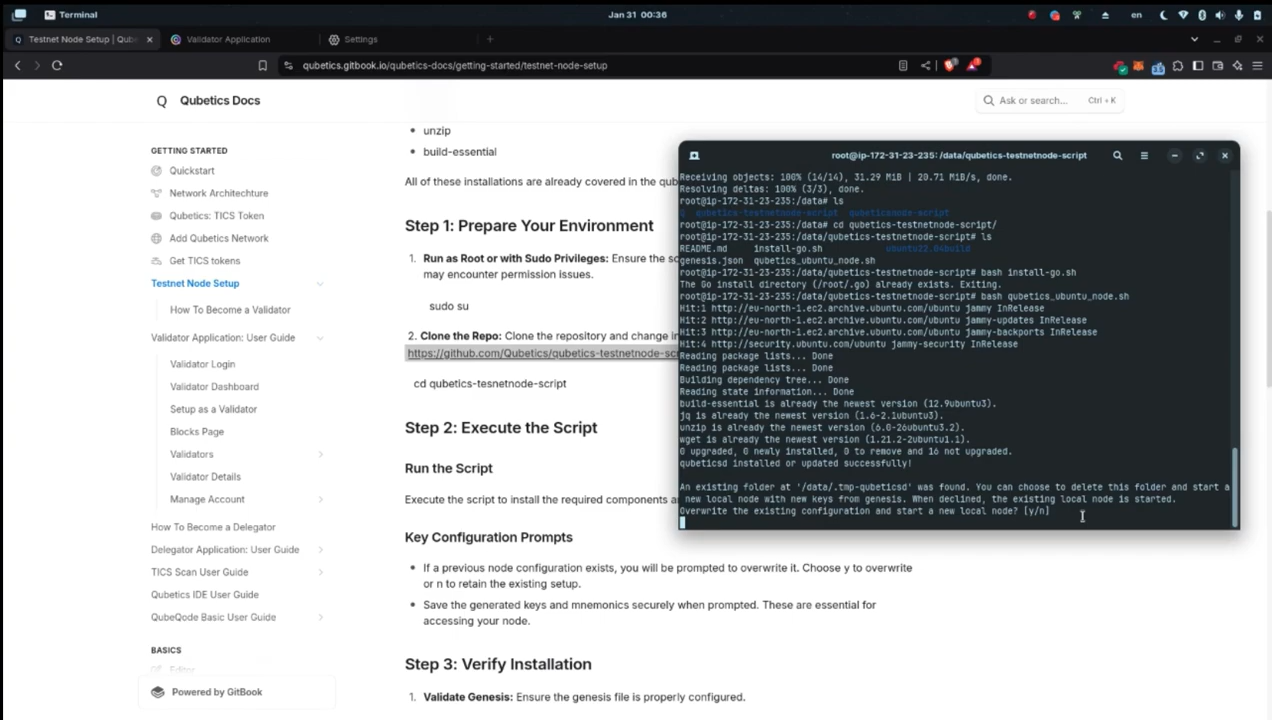 Terminal
Jan 31 00:36
en
Testnet Node Setup | Qub
Validator Application
Settings
qubetics.gitbook.io/qubetics-docs/getting-started/testnet-node-setup
Qubetics Docs
Ask or search...
Ctrl + K
GETTING STARTED
Quickstart
Network Architecture
Qubetics: TICS Token
Add Qubetics Network
Get TICS tokens
Testnet Node Setup
How To Become a Validator
Validator Application: User Guide
Validator Login
Validator Dashboard
Setup as a Validator
Blocks Page
Validators
Validator Details
Manage Account
How To Become a Delegator
Delegator Application: User Guide
TICS Scan User Guide
Qubetics IDE User Guide
QubeQode Basic User Guide
BASICS
Editor
Powered by GitBook
unzip
build-essential
All of these installations are already covered in the qub
Step 1: Prepare Your Environment
1. Run as Root or with Sudo Privileges: Ensure the sc
may encounter permission issues.
sudo su
2. Clone the Repo: Clone the repository and change in
https://github.com/Qubetics/qubetics-testnetnode-scr
cd qubetics-tesnetnode-script
Step 2: Execute the Script
Run the Script
Execute the script to install the required components a
Key Configuration Prompts
If a previous node configuration exists, you will be prompted to overwrite it. Choose y to overwrite
or n to retain the existing setup.
Save the generated keys and mnemonics securely when prompted. These are essential for
accessing your node.
Step 3: Verify Installation
1. Validate Genesis: Ensure the genesis file is properly configured.
root@ip-172-31-23-235: /data/qubetics-testnetnode-script
Receiving objects: 100% (14/14), 31.29 MiB | 20.71 MiB/s, done.
Resolving deltas: 100% (3/3), done.
root@ip-172-31-23-235:/data# ls
Q qubetics-testnetnode-script qubeticsnode-script
root@ip-172-31-23-235:/data# cd qubetics-testnetnode-script/
root@ip-172-31-23-235:/data/qubetics-testnetnode-script# ls
README.md install-go.sh ubuntu22.04build
genesis.json qubetics_ubuntu_node.sh
root@ip-172-31-23-235:/data/qubetics-testnetnode-script# bash install-go.sh
The Go install directory (/root/.go) already exists. Exiting.
root@ip-172-31-23-235:/data/qubetics-testnetnode-script# bash qubetics_ubuntu_node.sh
Hit:1 http://eu-north-1.ec2.archive.ubuntu.com/ubuntu jammy InRelease
Hit:2 http://eu-north-1.ec2.archive.ubuntu.com/ubuntu jammy-updates InRelease
Hit:3 http://eu-north-1.ec2.archive.ubuntu.com/ubuntu jammy-backports InRelease
Hit:4 http://security.ubuntu.com/ubuntu jammy-security InRelease
Reading package lists... Done
Reading package lists... Done
Building dependency tree... Done
Reading state information... Done
build-essential is already the newest version (12.9ubuntu3).
jq is already the newest version (1.6-2.1ubuntu3).
unzip is already the newest version (6.0-26ubuntu3.2).
wget is already the newest version (1.21.2-2ubuntu1.1).
0 upgraded, 0 newly installed, 0 to remove and 16 not upgraded.
qubeticsd installed or updated successfully!
An existing folder at '/data/.tmp-qubeticsd' was found. You can choose to delete this folder and start a
new local node with new keys from genesis. When declined, the existing local node is started.
Overwrite the existing configuration and start a new local node? [y/n]